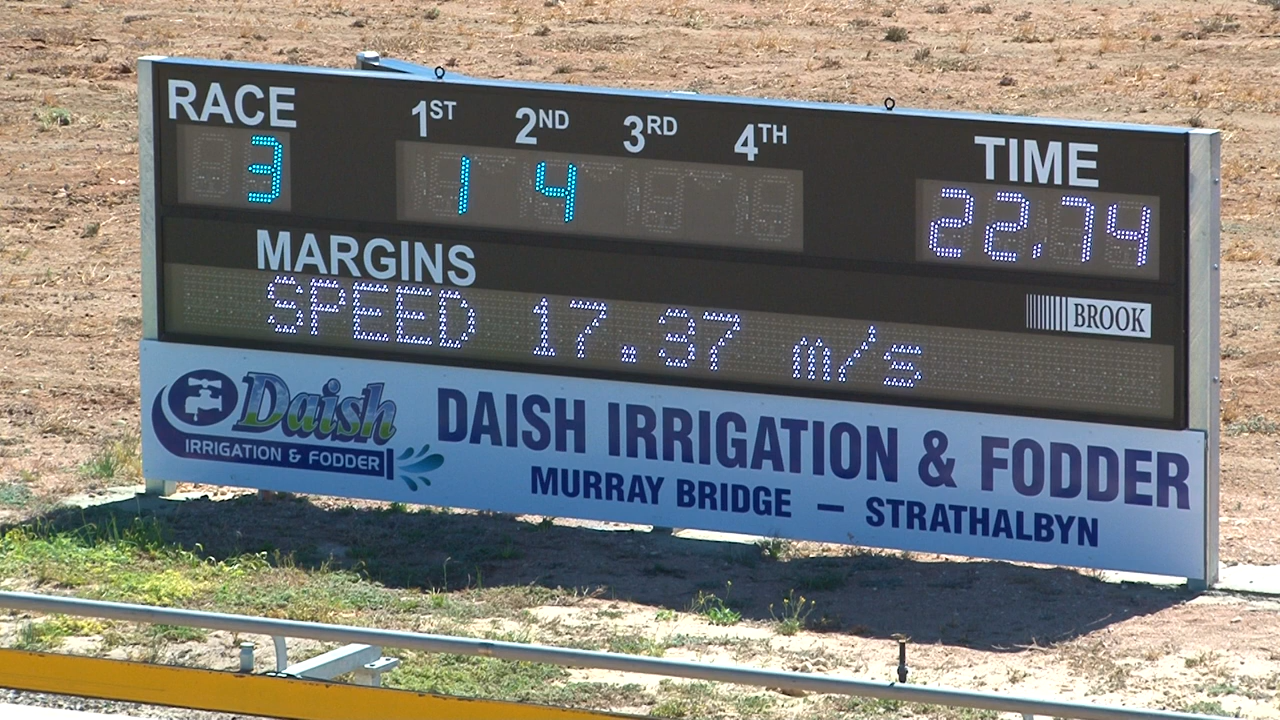 RACE 1ST 2ND 3RD 4TH TIME
3 1 4 22.74
MARGINS
SPEED 17.37 m/s
BROOK
Daish
IRRIGATION & FODDER
DAISH IRRIGATION & FODDER
MURRAY BRIDGE – STRATHALBYN